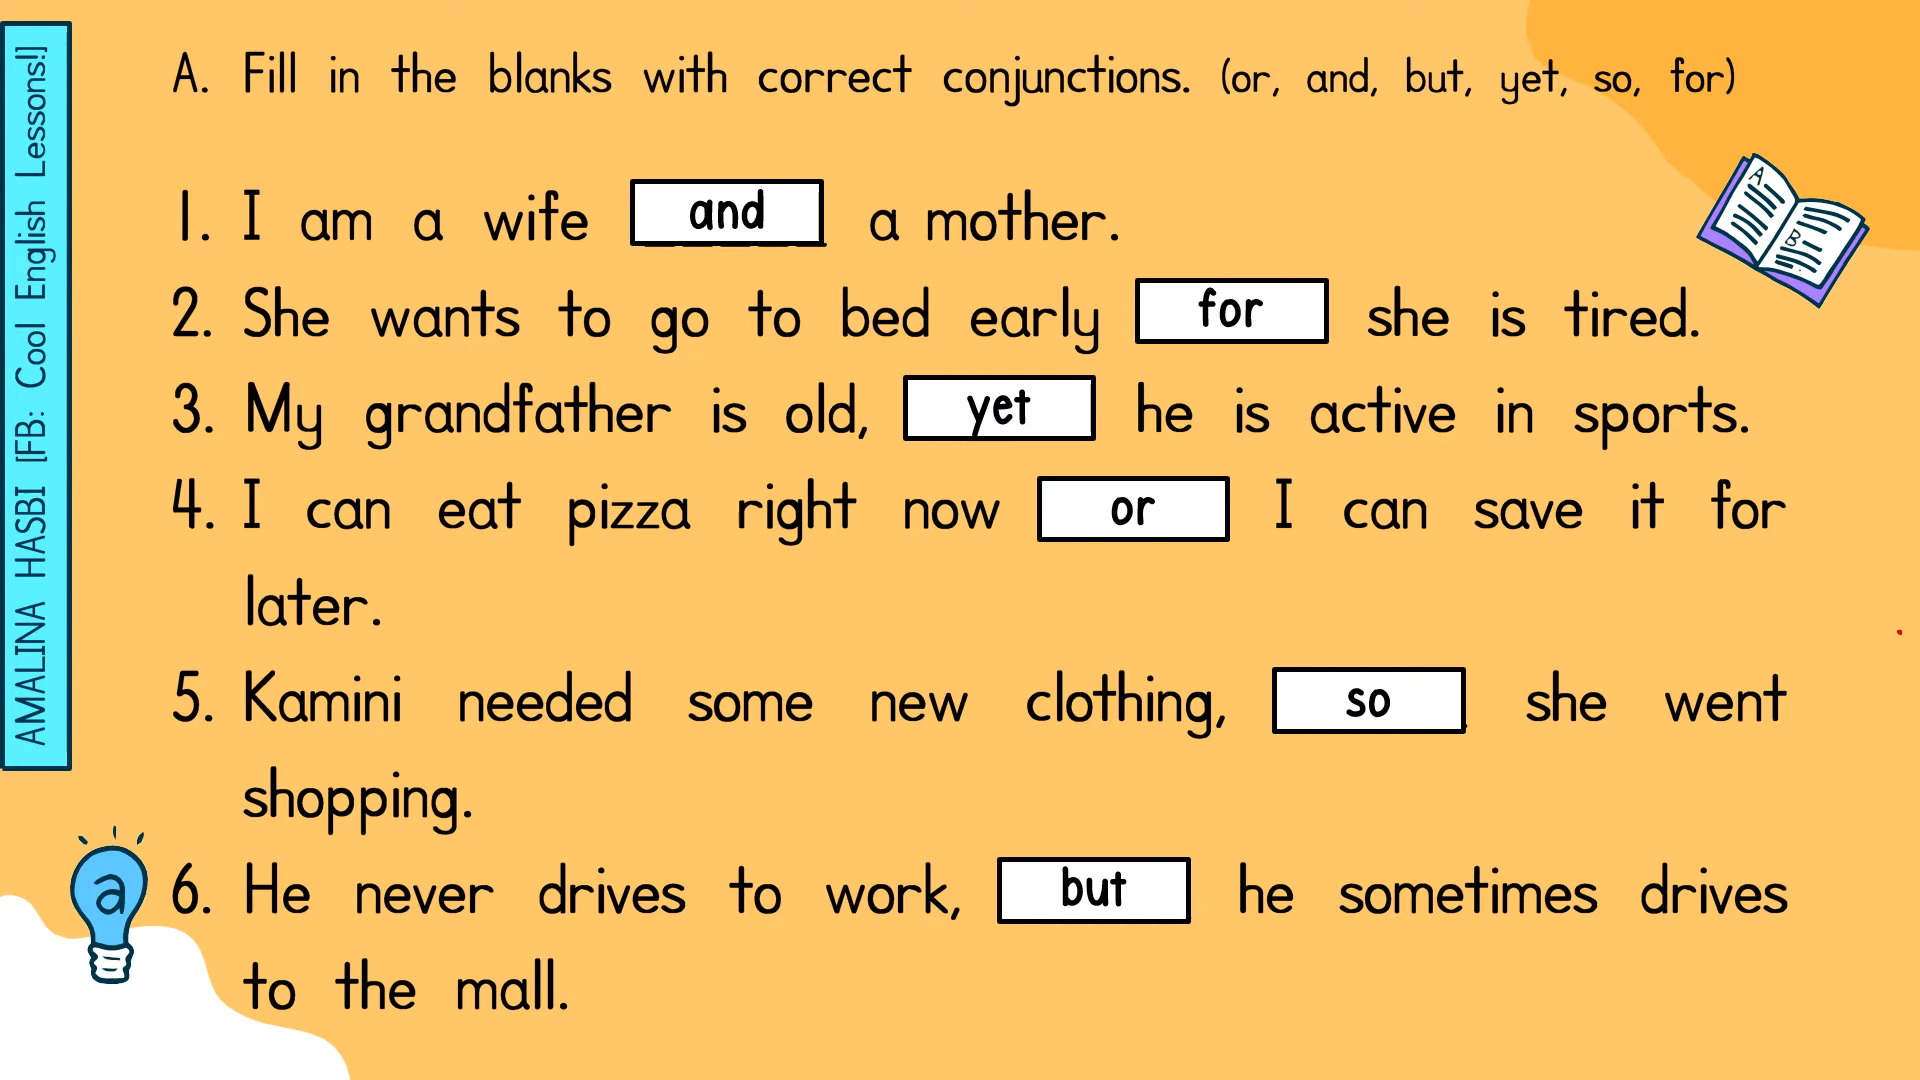 AMALINA HASBI [FB: Cool English Lessons!]
A. Fill in the blanks with correct conjunctions. (or, and, but, yet, so, for)
1. I am a wife and a mother.
2. She wants to go to bed early for she is tired.
3. My grandfather is old, yet he is active in sports.
4. I can eat pizza right now or I can save it for
later.
5. Kamini needed some new clothing, so she went
shopping.
6. He never drives to work, but he sometimes drives
to the mall.
A
B
a